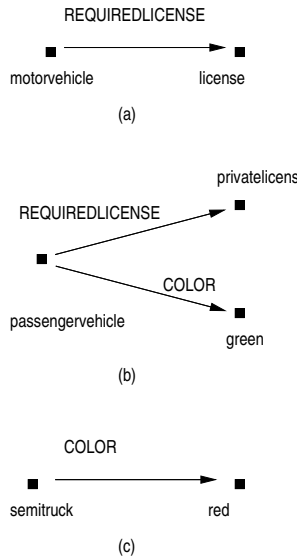 REQUIREDLICENSE
motorvehicle license
(a)
privatelicens
REQUIREDLICENSE
COLOR
passengervehicle
green
(b)
COLOR
semitruck red
(c)